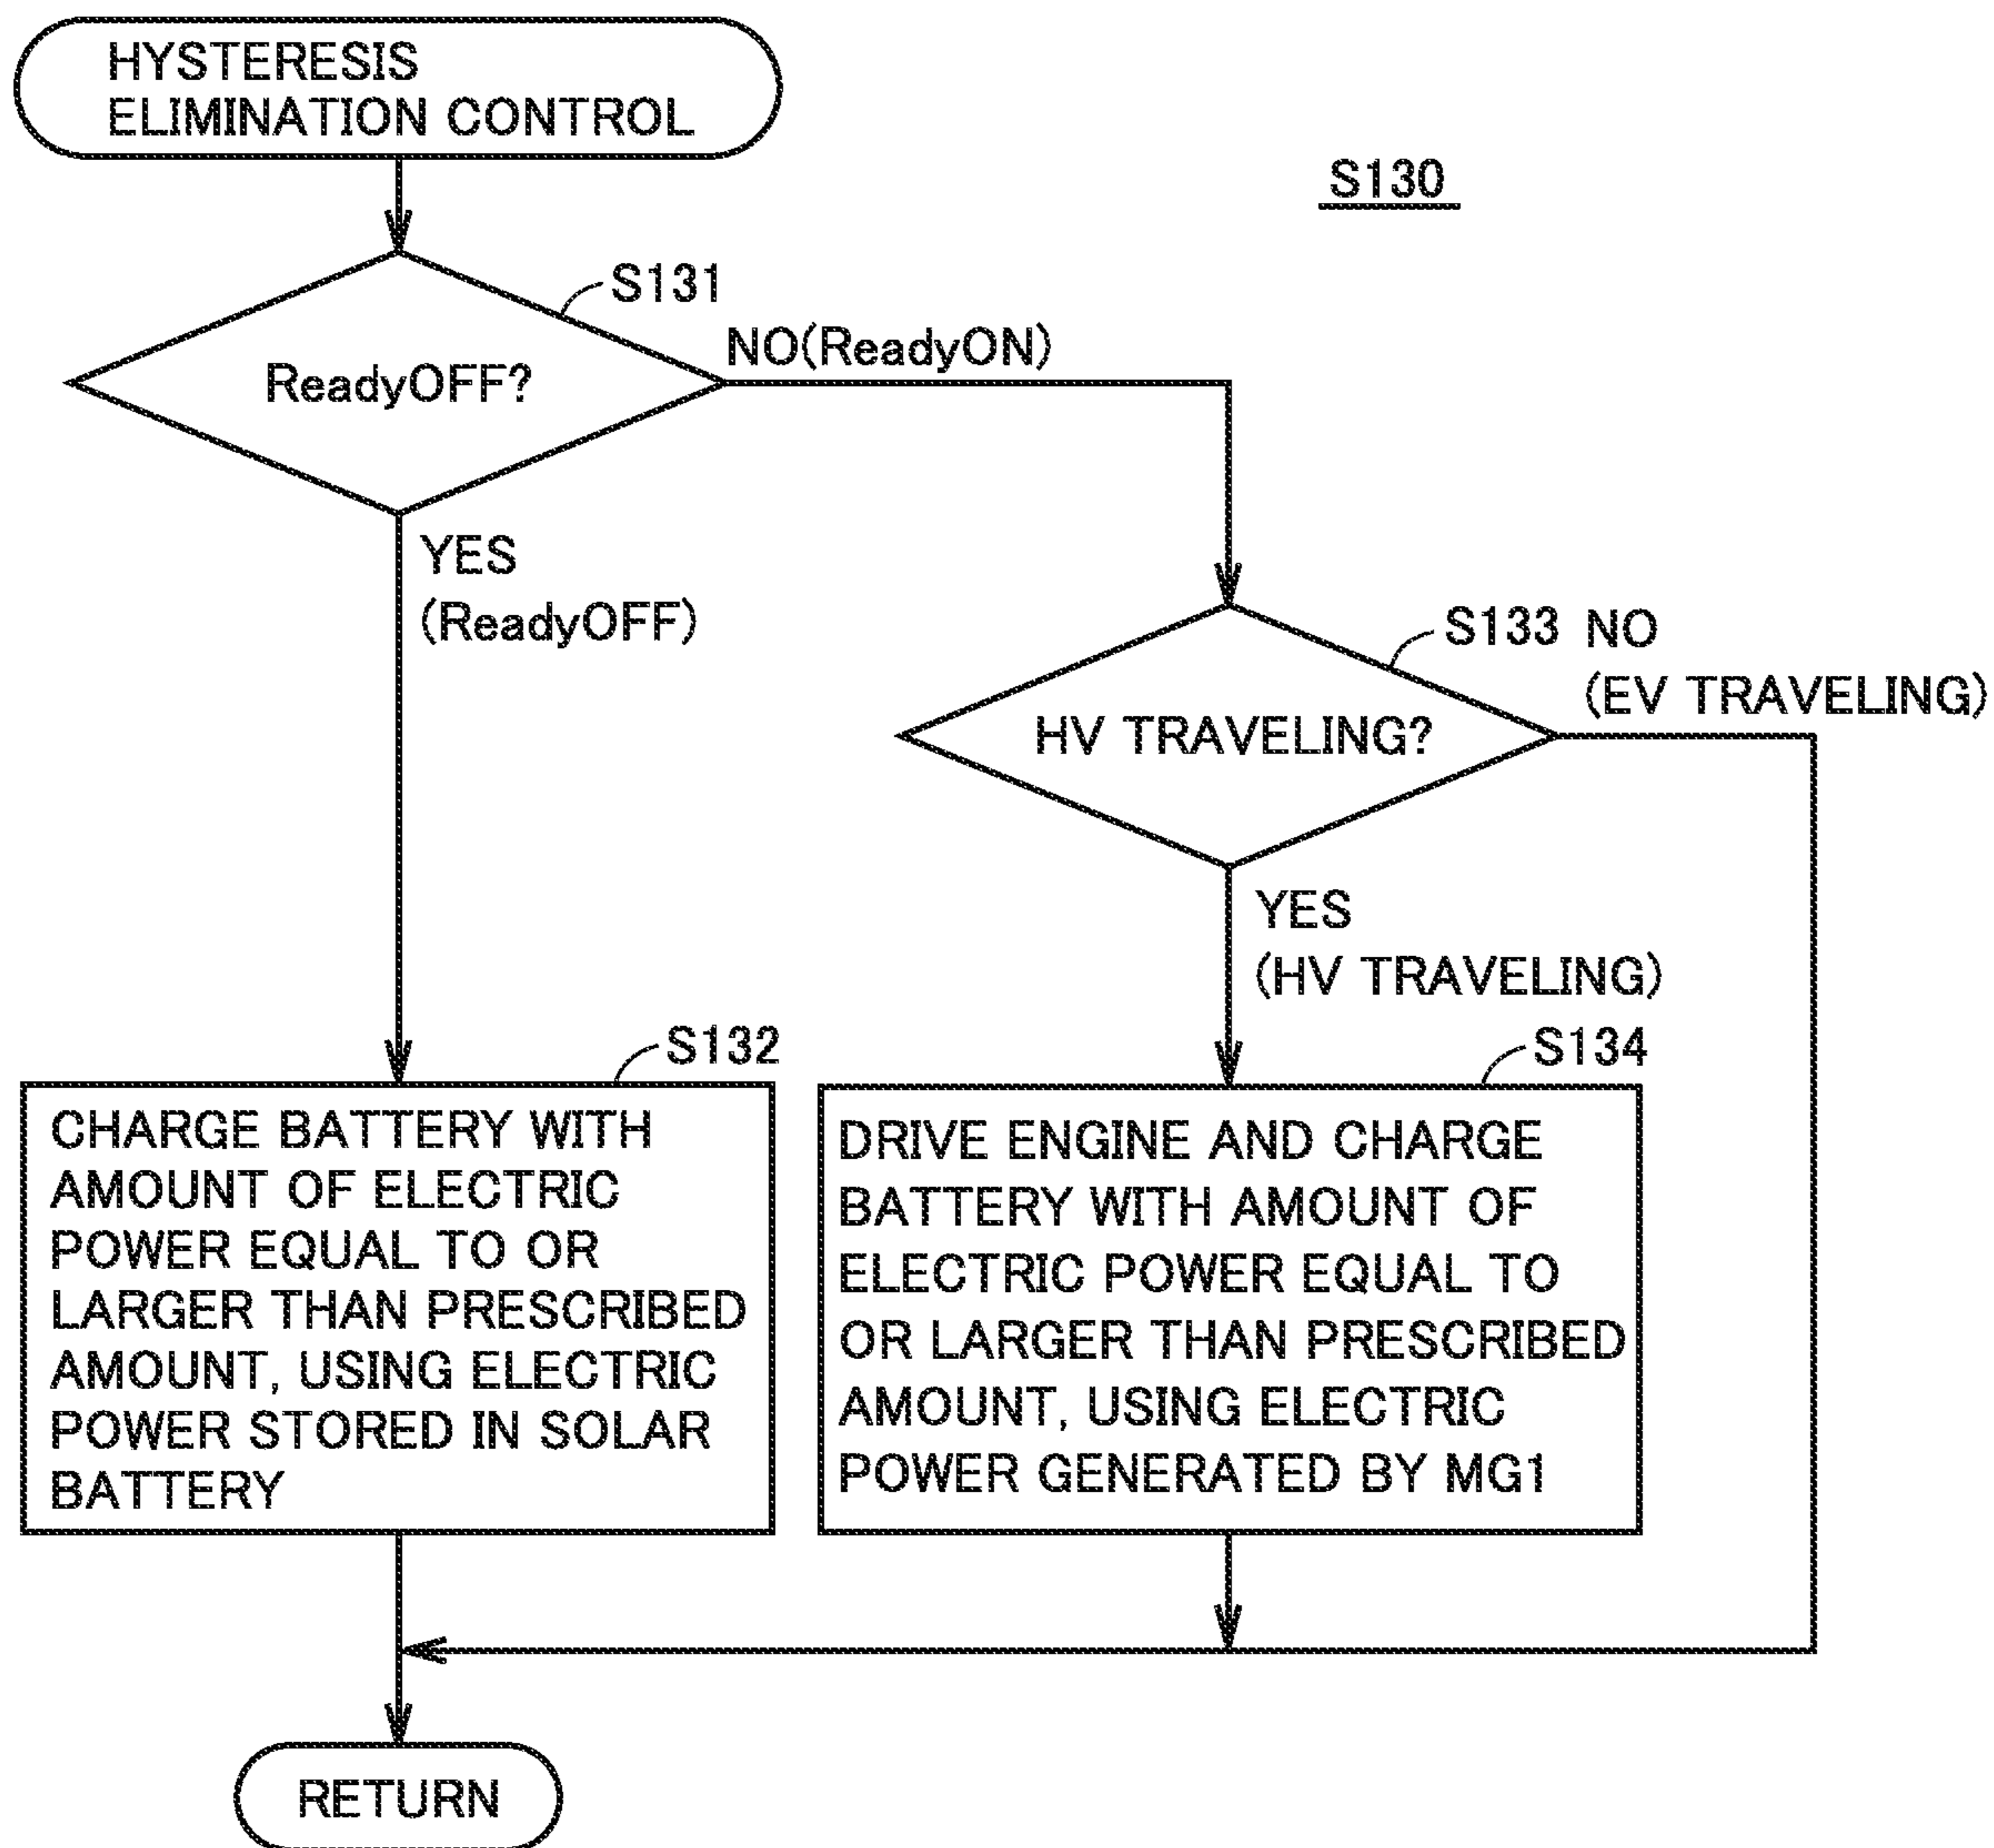 HYSTERESIS
ELIMINATION CONTROL
S130
S131
ReadyOFF?
NO(ReadyON)
YES
(ReadyOFF)
S133
NO
(EV TRAVELING)
HV TRAVELING?
YES
(HV TRAVELING)
S132
CHARGE BATTERY WITH
AMOUNT OF ELECTRIC
POWER EQUAL TO OR
LARGER THAN PRESCRIBED
AMOUNT, USING ELECTRIC
POWER STORED IN SOLAR
BATTERY
S134
DRIVE ENGINE AND CHARGE
BATTERY WITH AMOUNT OF
ELECTRIC POWER EQUAL TO
OR LARGER THAN PRESCRIBED
AMOUNT, USING ELECTRIC
POWER GENERATED BY MG1
RETURN